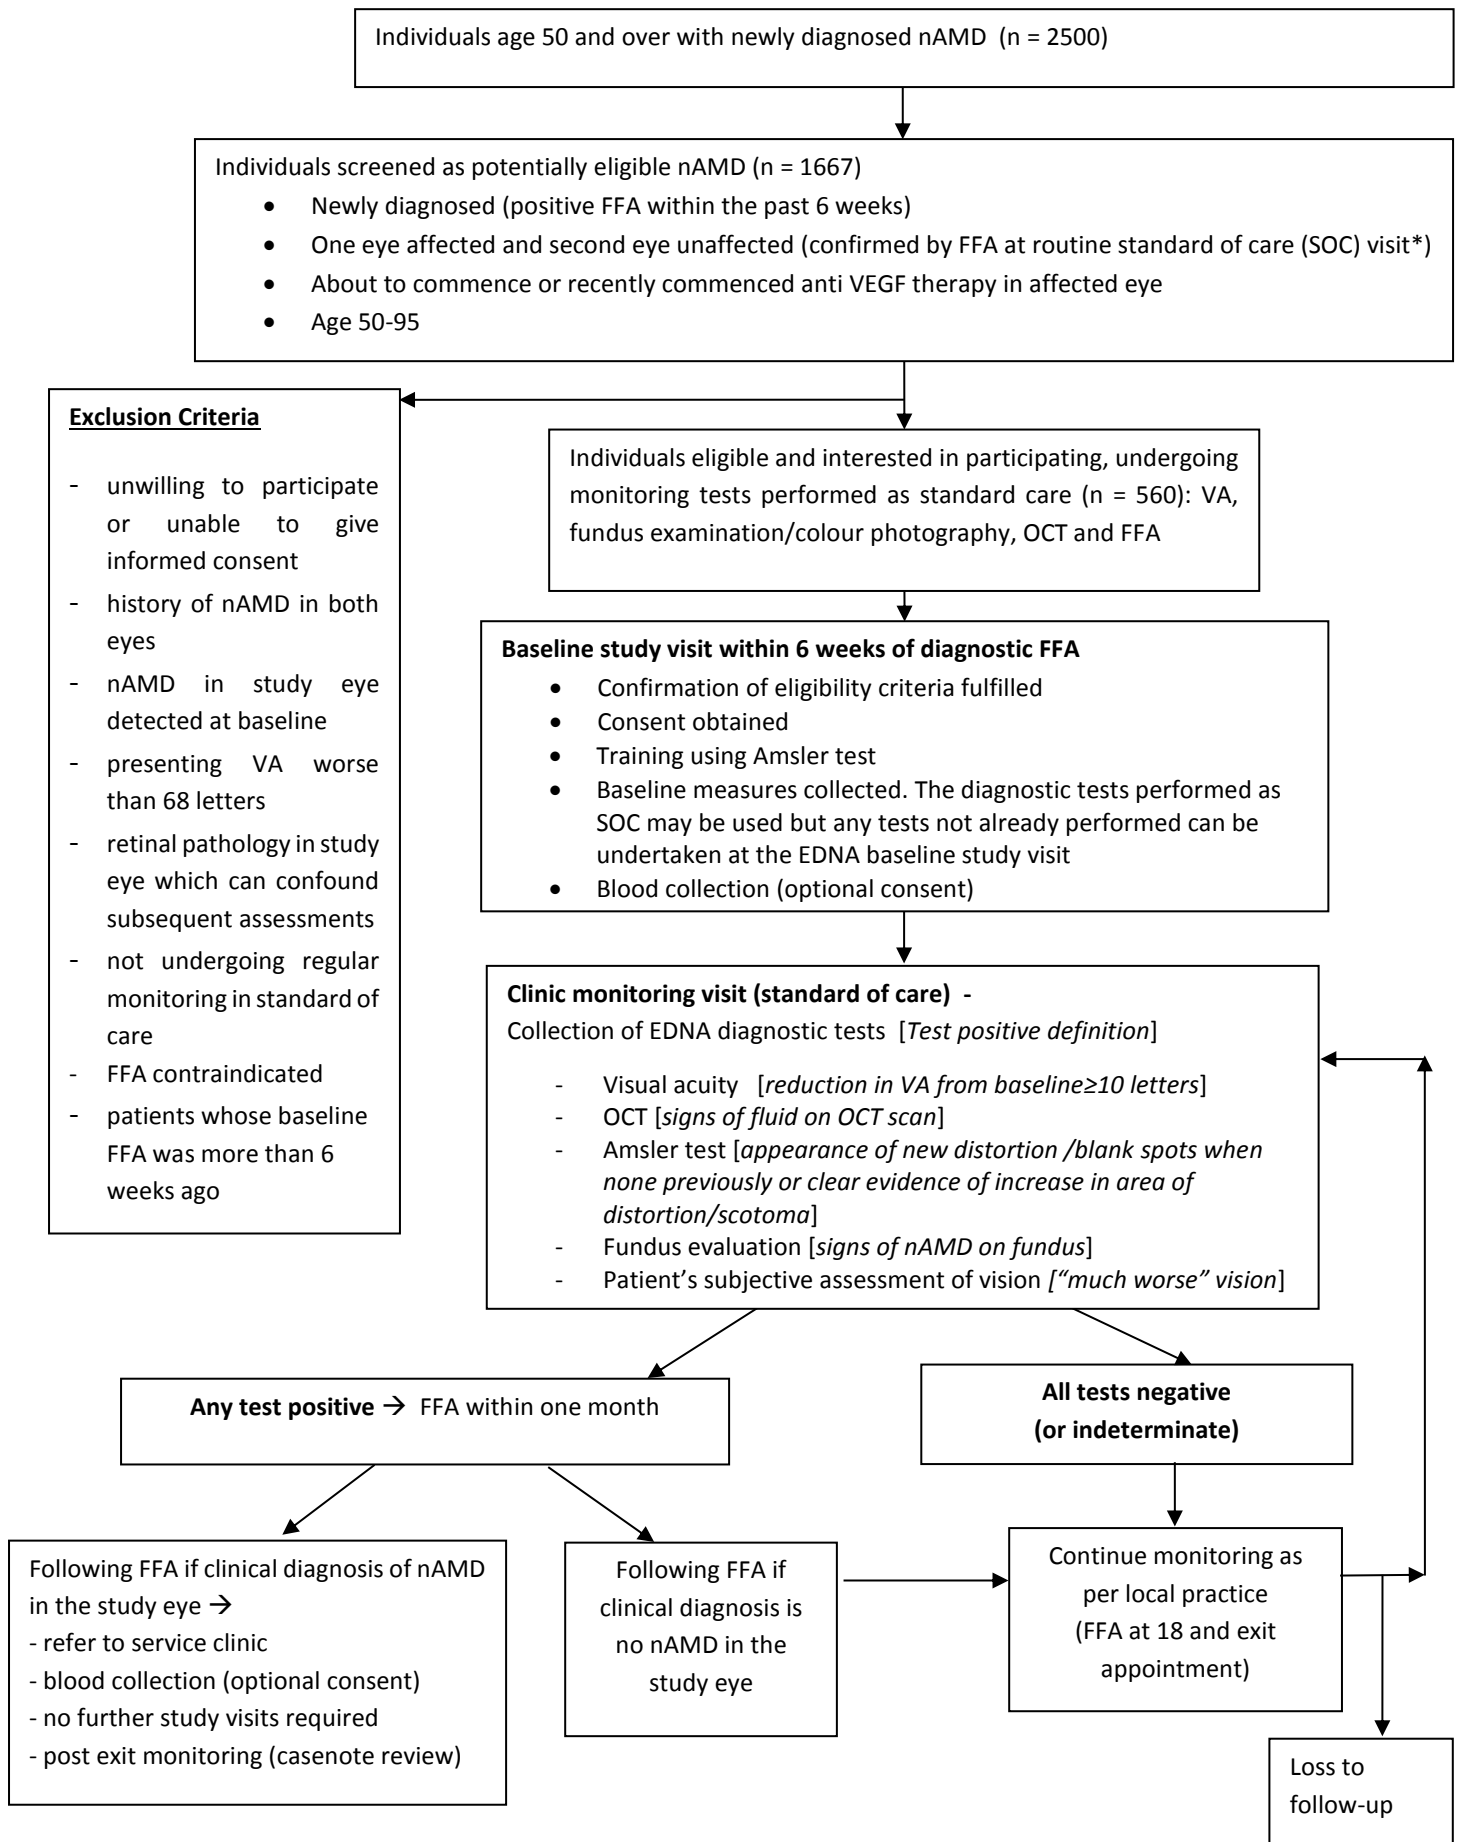 Individuals age 50 and over with newly diagnosed nAMD (n = 2500)
Individuals screened as potentially eligible nAMD (n = 1667)
• Newly diagnosed (positive FFA within the past 6 weeks)
• One eye affected and second eye unaffected (confirmed by FFA at routine standard of care (SOC) visit*)
• About to commence or recently commenced anti VEGF therapy in affected eye
• Age 50-95
Exclusion Criteria
- unwilling to participate
or unable to give
informed consent
- history of nAMD in both
eyes
- nAMD in study eye
detected at baseline
- presenting VA worse
than 68 letters
- retinal pathology in study
eye which can confound
subsequent assessments
- not undergoing regular
monitoring in standard of
care
- FFA contraindicated
- patients whose baseline
FFA was more than 6
weeks ago
Individuals eligible and interested in participating, undergoing
monitoring tests performed as standard care (n = 560): VA,
fundus examination/colour photography, OCT and FFA
Baseline study visit within 6 weeks of diagnostic FFA
• Confirmation of eligibility criteria fulfilled
• Consent obtained
• Training using Amsler test
• Baseline measures collected. The diagnostic tests performed as
SOC may be used but any tests not already performed can be
undertaken at the EDNA baseline study visit
• Blood collection (optional consent)
Clinic monitoring visit (standard of care) -
Collection of EDNA diagnostic tests [Test positive definition]
- Visual acuity [reduction in VA from baseline≥10 letters]
- OCT [signs of fluid on OCT scan]
- Amsler test [appearance of new distortion /blank spots when
none previously or clear evidence of increase in area of
distortion/scotoma]
- Fundus evaluation [signs of nAMD on fundus]
- Patient's subjective assessment of vision ["much worse" vision]
Any test positive → FFA within one month
All tests negative
(or indeterminate)
Following FFA if clinical diagnosis of nAMD
in the study eye →
- refer to service clinic
- blood collection (optional consent)
- no further study visits required
- post exit monitoring (casenote review)
Following FFA if
clinical diagnosis is
no nAMD in the
study eye
Continue monitoring as
per local practice
(FFA at 18 and exit
appointment)
Loss to
follow-up